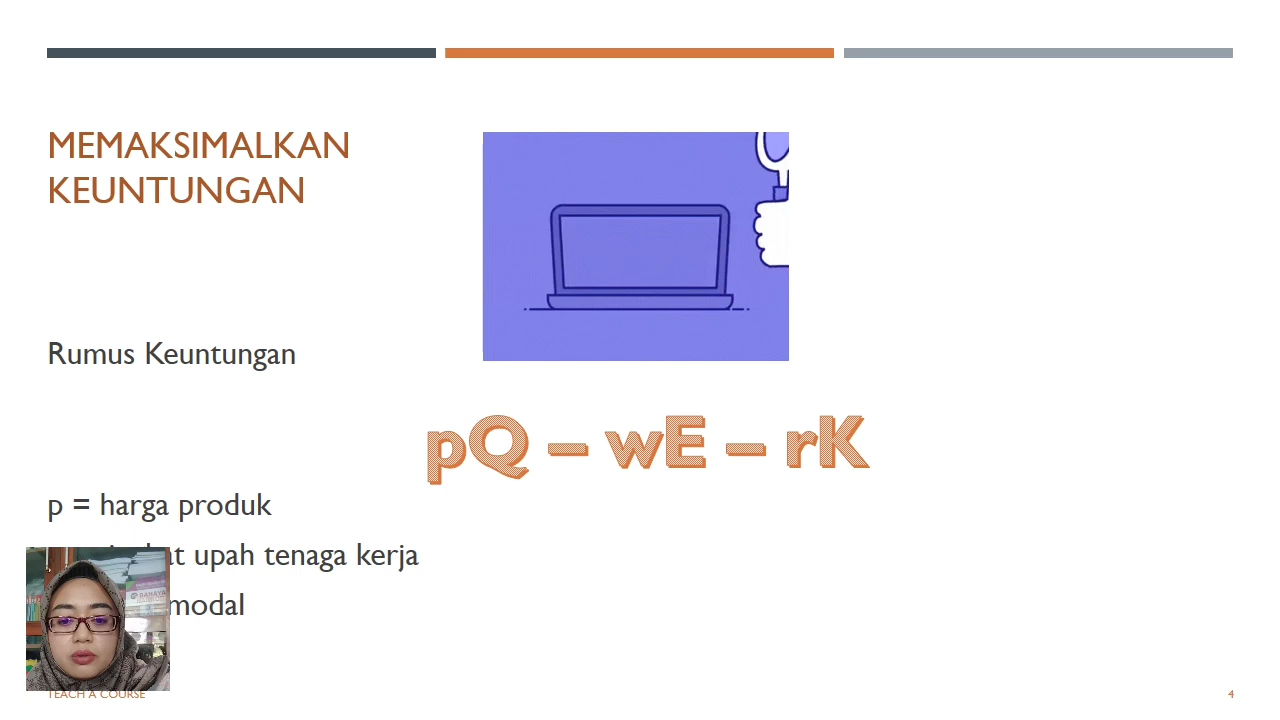 MEMAKSIMALKAN
KEUNTUNGAN
Rumus Keuntungan
pQ – wE – rK
p = harga produk
upah tenaga kerja
modal
TEACH A COURSE
4